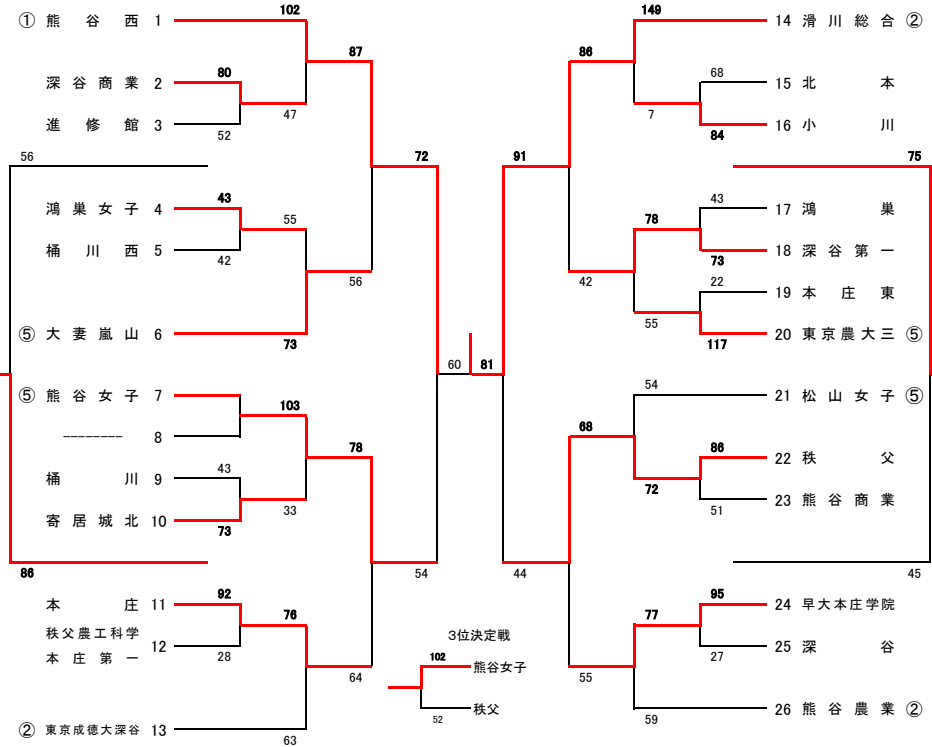 ① 熊谷西 1
102
87
深谷商業 2
80
47
進修館 3
52
56
72
鴻巣女子 4
43
55
桶川西 5
42
56
⑤ 大妻嵐山 6
73
60
⑤ 熊谷女子 7
103
-------- 8
78
桶川 9
43
33
寄居城北 10
73
86
54
本庄 11
92
76
秩父農工科学
本庄第一 12
28
64
② 東京成徳大深谷 13
63
3位決定戦
102
熊谷女子
秩父
52
149
14 滑川総合 ②
86
68
15 北本
7
16 小川
84
91
75
43
17 鴻巣
78
18 深谷第一
73
42
22
19 本庄東
55
20 東京農大三 ⑤
117
81
54
21 松山女子 ⑤
68
86
22 秩父
72
23 熊谷商業
51
44
45
95
24 早大本庄学院
77
25 深谷
27
55
26 熊谷農業 ②
59